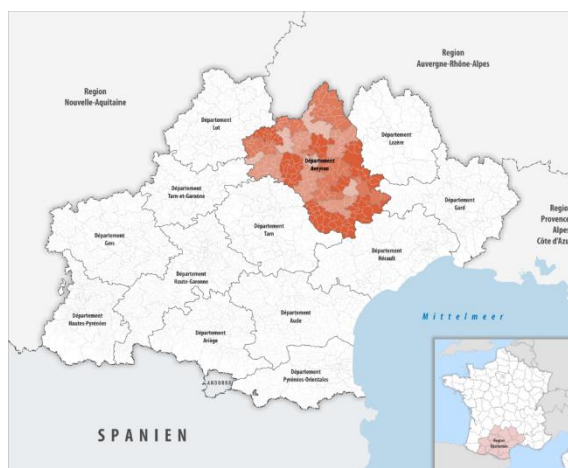 Region
Auvergne-Rhône-Alpes
Region
Nouvelle-Aquitaine
Département
Lot
Département
Lozère
Département
Aveyron
Département
Tarn-et-Garonne
Département
Gard
Département
Gers
Département
Tarn
Region
Provence
Alpes
Côte d'Azu
Département
Hérault
Département
Haute-Garonne
Département
Hautes-Pyrénées
Département
Aude
Département
Ariège
Mittelmeer
Département
Pyrénées-Orientales
ANDORRA
SPANIEN
Region
Okzitanien